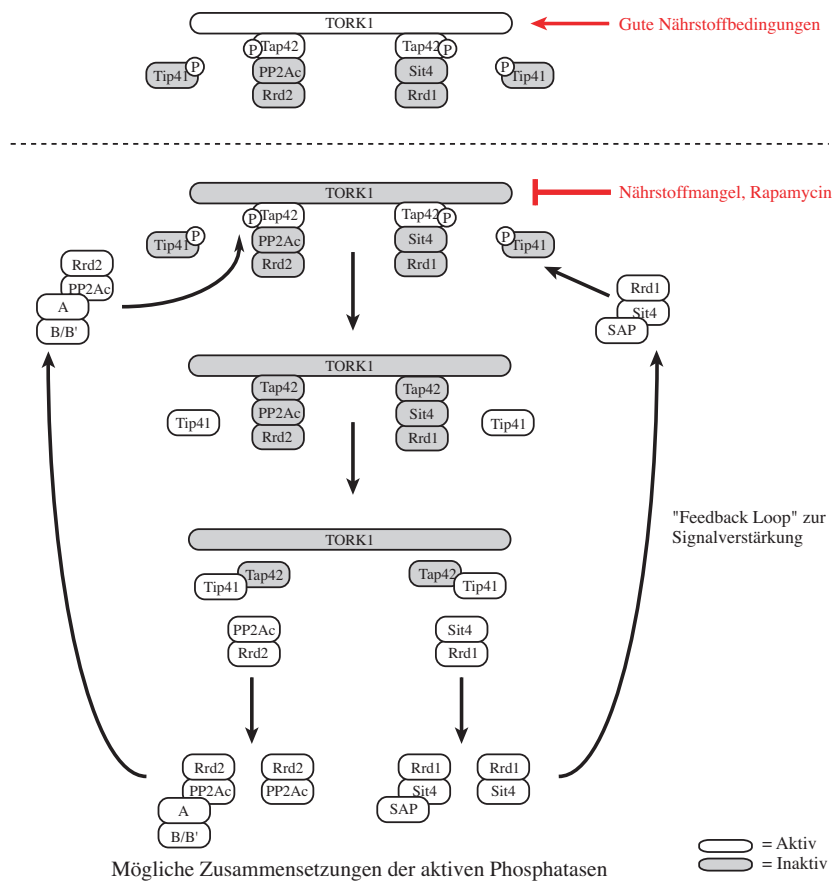 TORK1
Gute Nährstoffbedingungen
P Tap42 Tap42 P
Tip41 P PP2Ac Sit4 P Tip41
Rrd2 Rrd1
TORK1
Nährstoffmangel, Rapamycin
P Tap42 Tap42 P
Tip41 P PP2Ac Sit4 P Tip41
Rrd2 Rrd2 Rrd1
PP2Ac Rrd1
A Sit4
B/B' SAP
TORK1
Tap42 Tap42
Tip41 PP2Ac Sit4 Tip41
Rrd2 Rrd1
"Feedback Loop" zur
Signalverstärkung
TORK1
Tip41 Tap42 Tap42 Tip41
PP2Ac Sit4
Rrd2 Rrd1
Rrd2 Rrd2 Rrd1 Rrd1
PP2Ac PP2Ac Sit4 Sit4
A SAP
B/B'
= Aktiv
= Inaktiv
Mögliche Zusammensetzungen der aktiven Phosphatasen